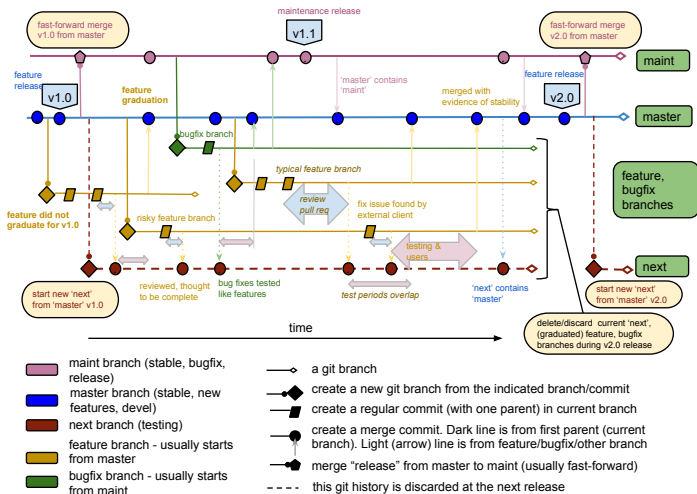 maintenance release
fast-forward merge
v1.0 from master
v1.1
fast-forward merge
v2.0 from master
maint
feature
release
v1.0
feature
graduation
'master' contains
'maint'
merged with
evidence of stability
feature release
v2.0
master
bugfix branch
typical feature branch
feature,
bugfix
branches
review
pull req
fix issue found by
external client
feature did not
graduate for v1.0
risky feature branch
testing &
users
next
start new 'next'
from 'master' v1.0
reviewed, thought
to be complete
bug fixes tested
like features
test periods overlap
'next' contains
'master'
start new 'next'
from 'master' v2.0
time
delete/discard current 'next',
(graduated) feature, bugfix
branches during v2.0 release
maint branch (stable, bugfix,
release)
master branch (stable, new
features, devel)
next branch (testing)
feature branch - usually starts
from master
bugfix branch - usually starts
from maint
a git branch
create a new git branch from the indicated branch/commit
create a regular commit (with one parent) in current branch
create a merge commit. Dark line is from first parent (current
branch). Light (arrow) line is from feature/bugfix/other branch
merge "release" from master to maint (usually fast-forward)
this git history is discarded at the next release